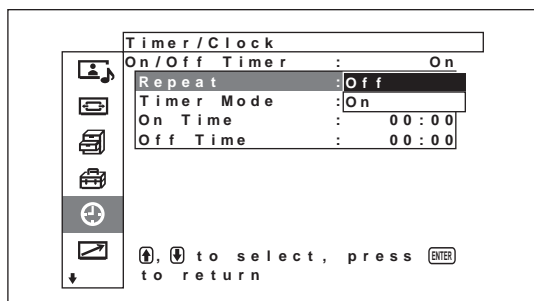 Timer/Clock
On/Off Timer : On
Repeat : Off
Timer Mode : On
On Time : 00:00
Off Time : 00:00
, to select, press ENTER
to return